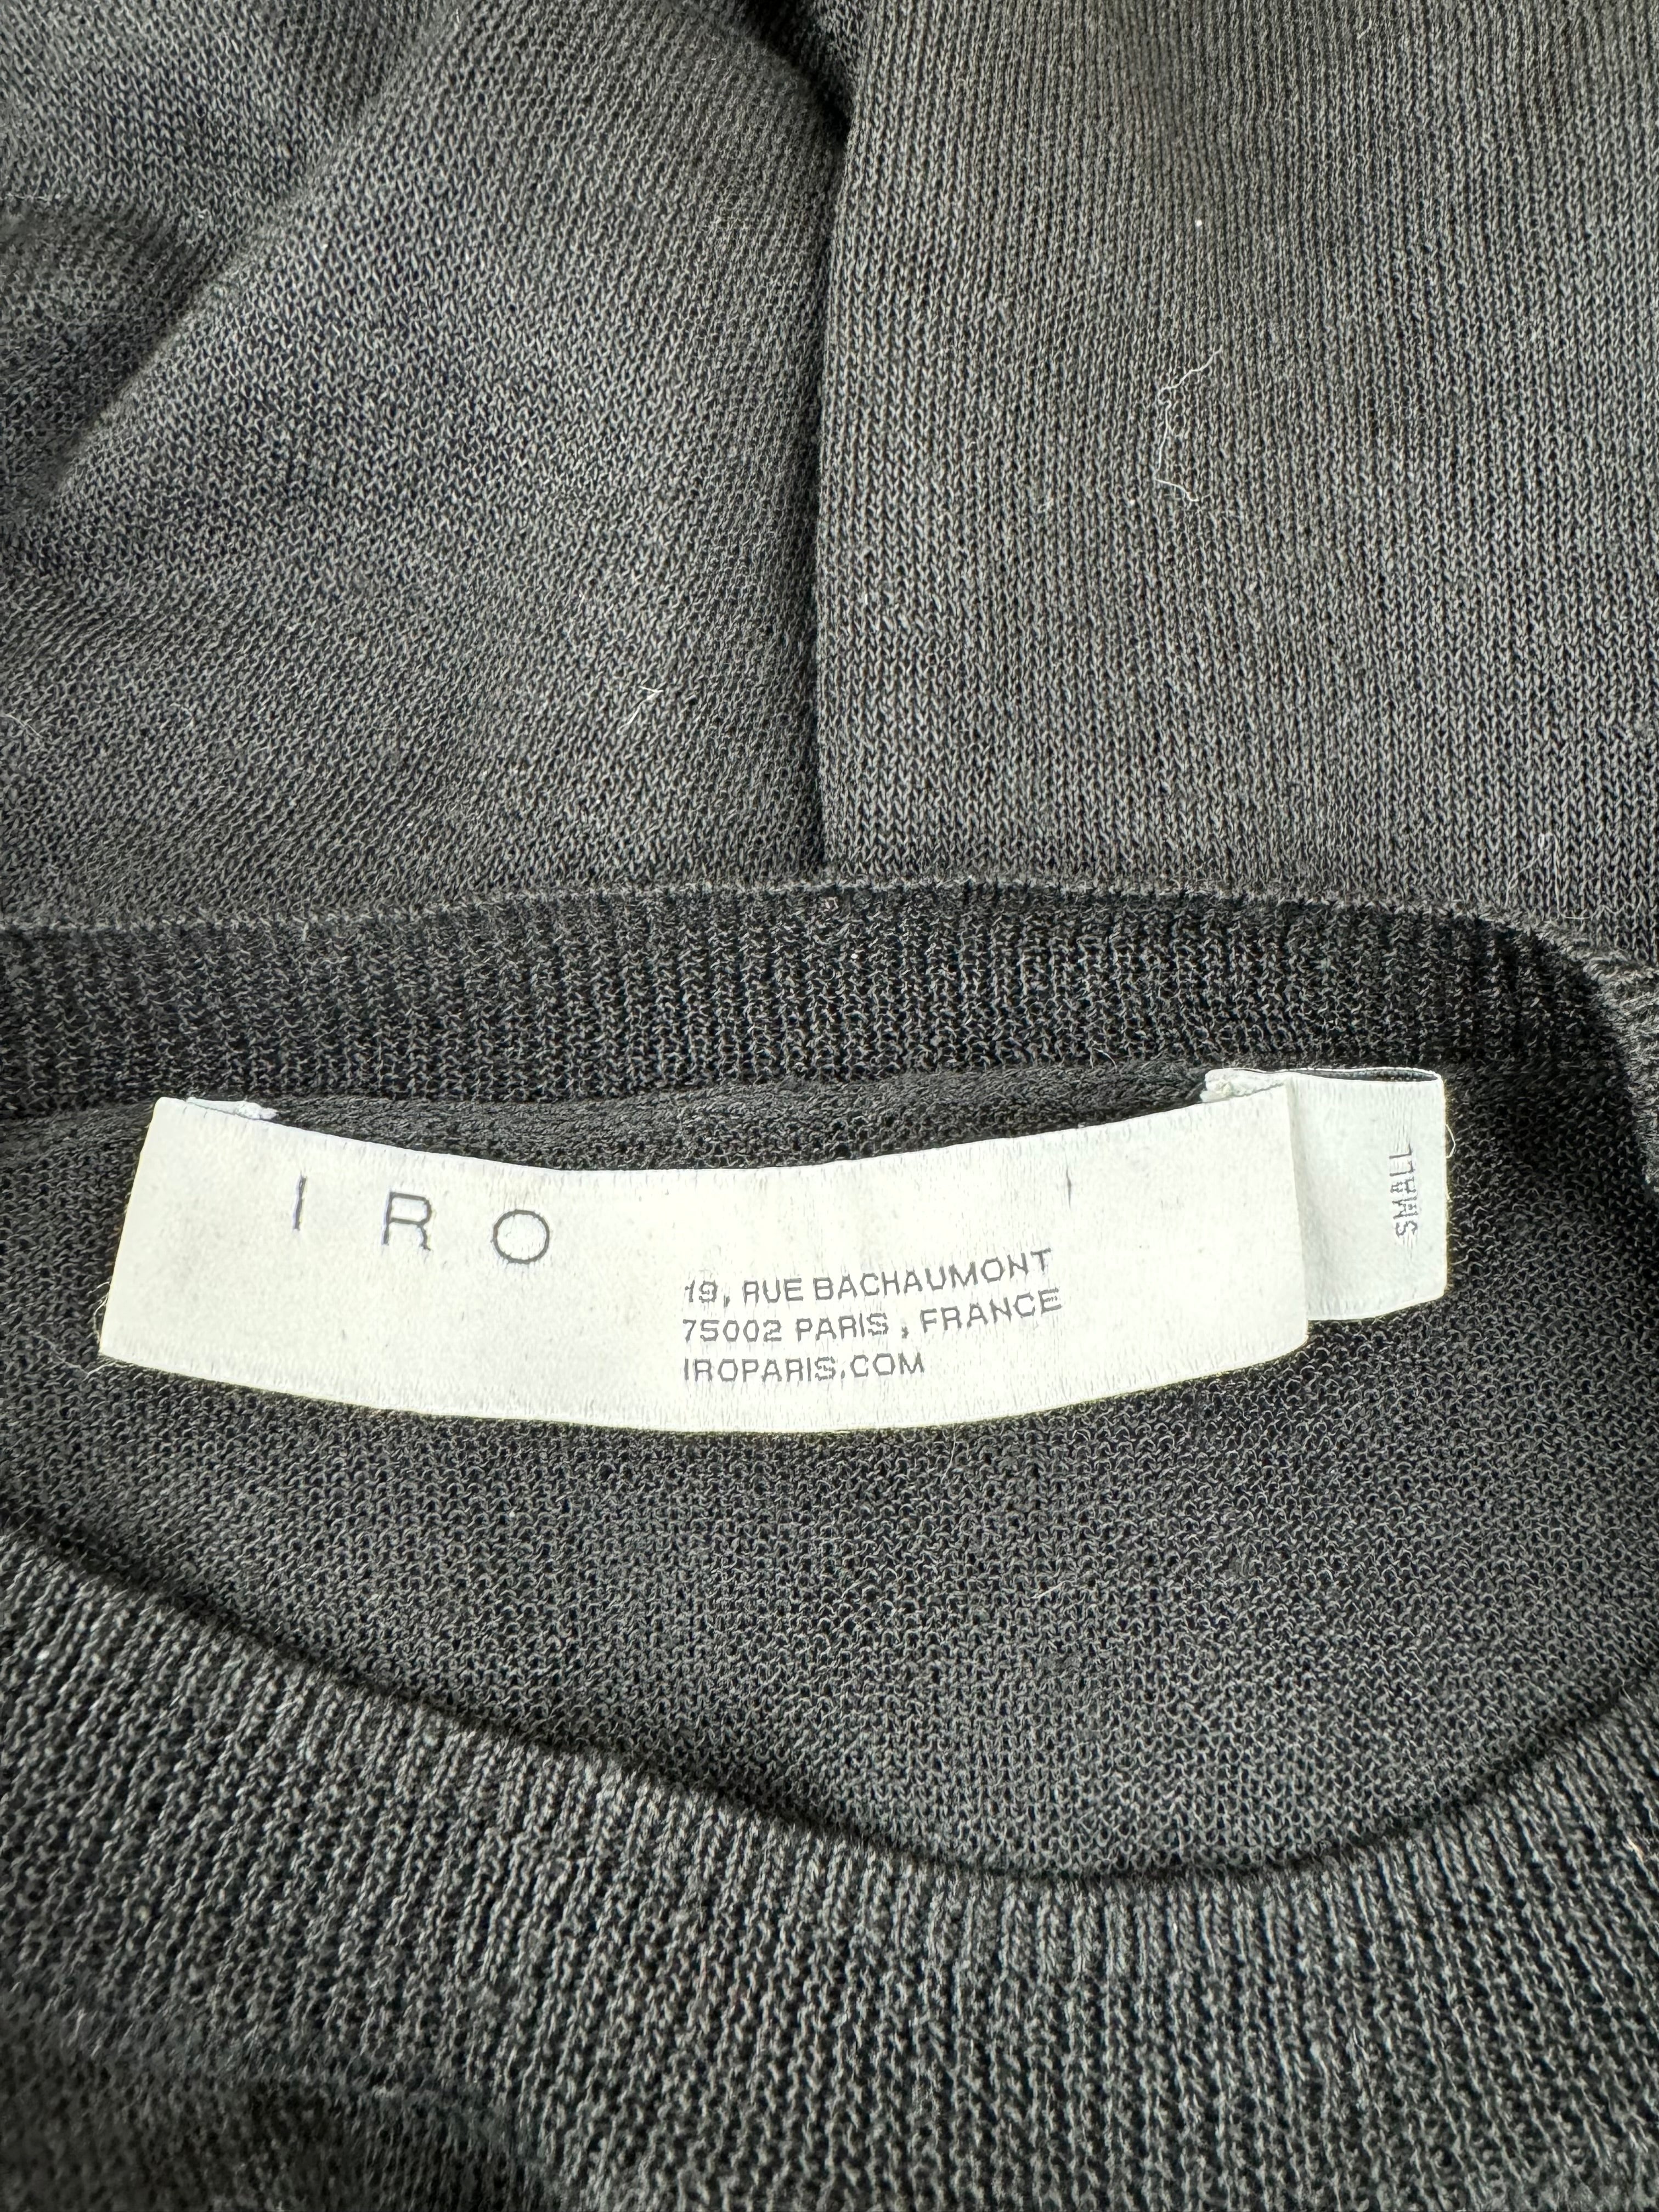 IRO
19, RUE BACHAUMONT
75002 PARIS, FRANCE
IROPARIS.COM
SMALL